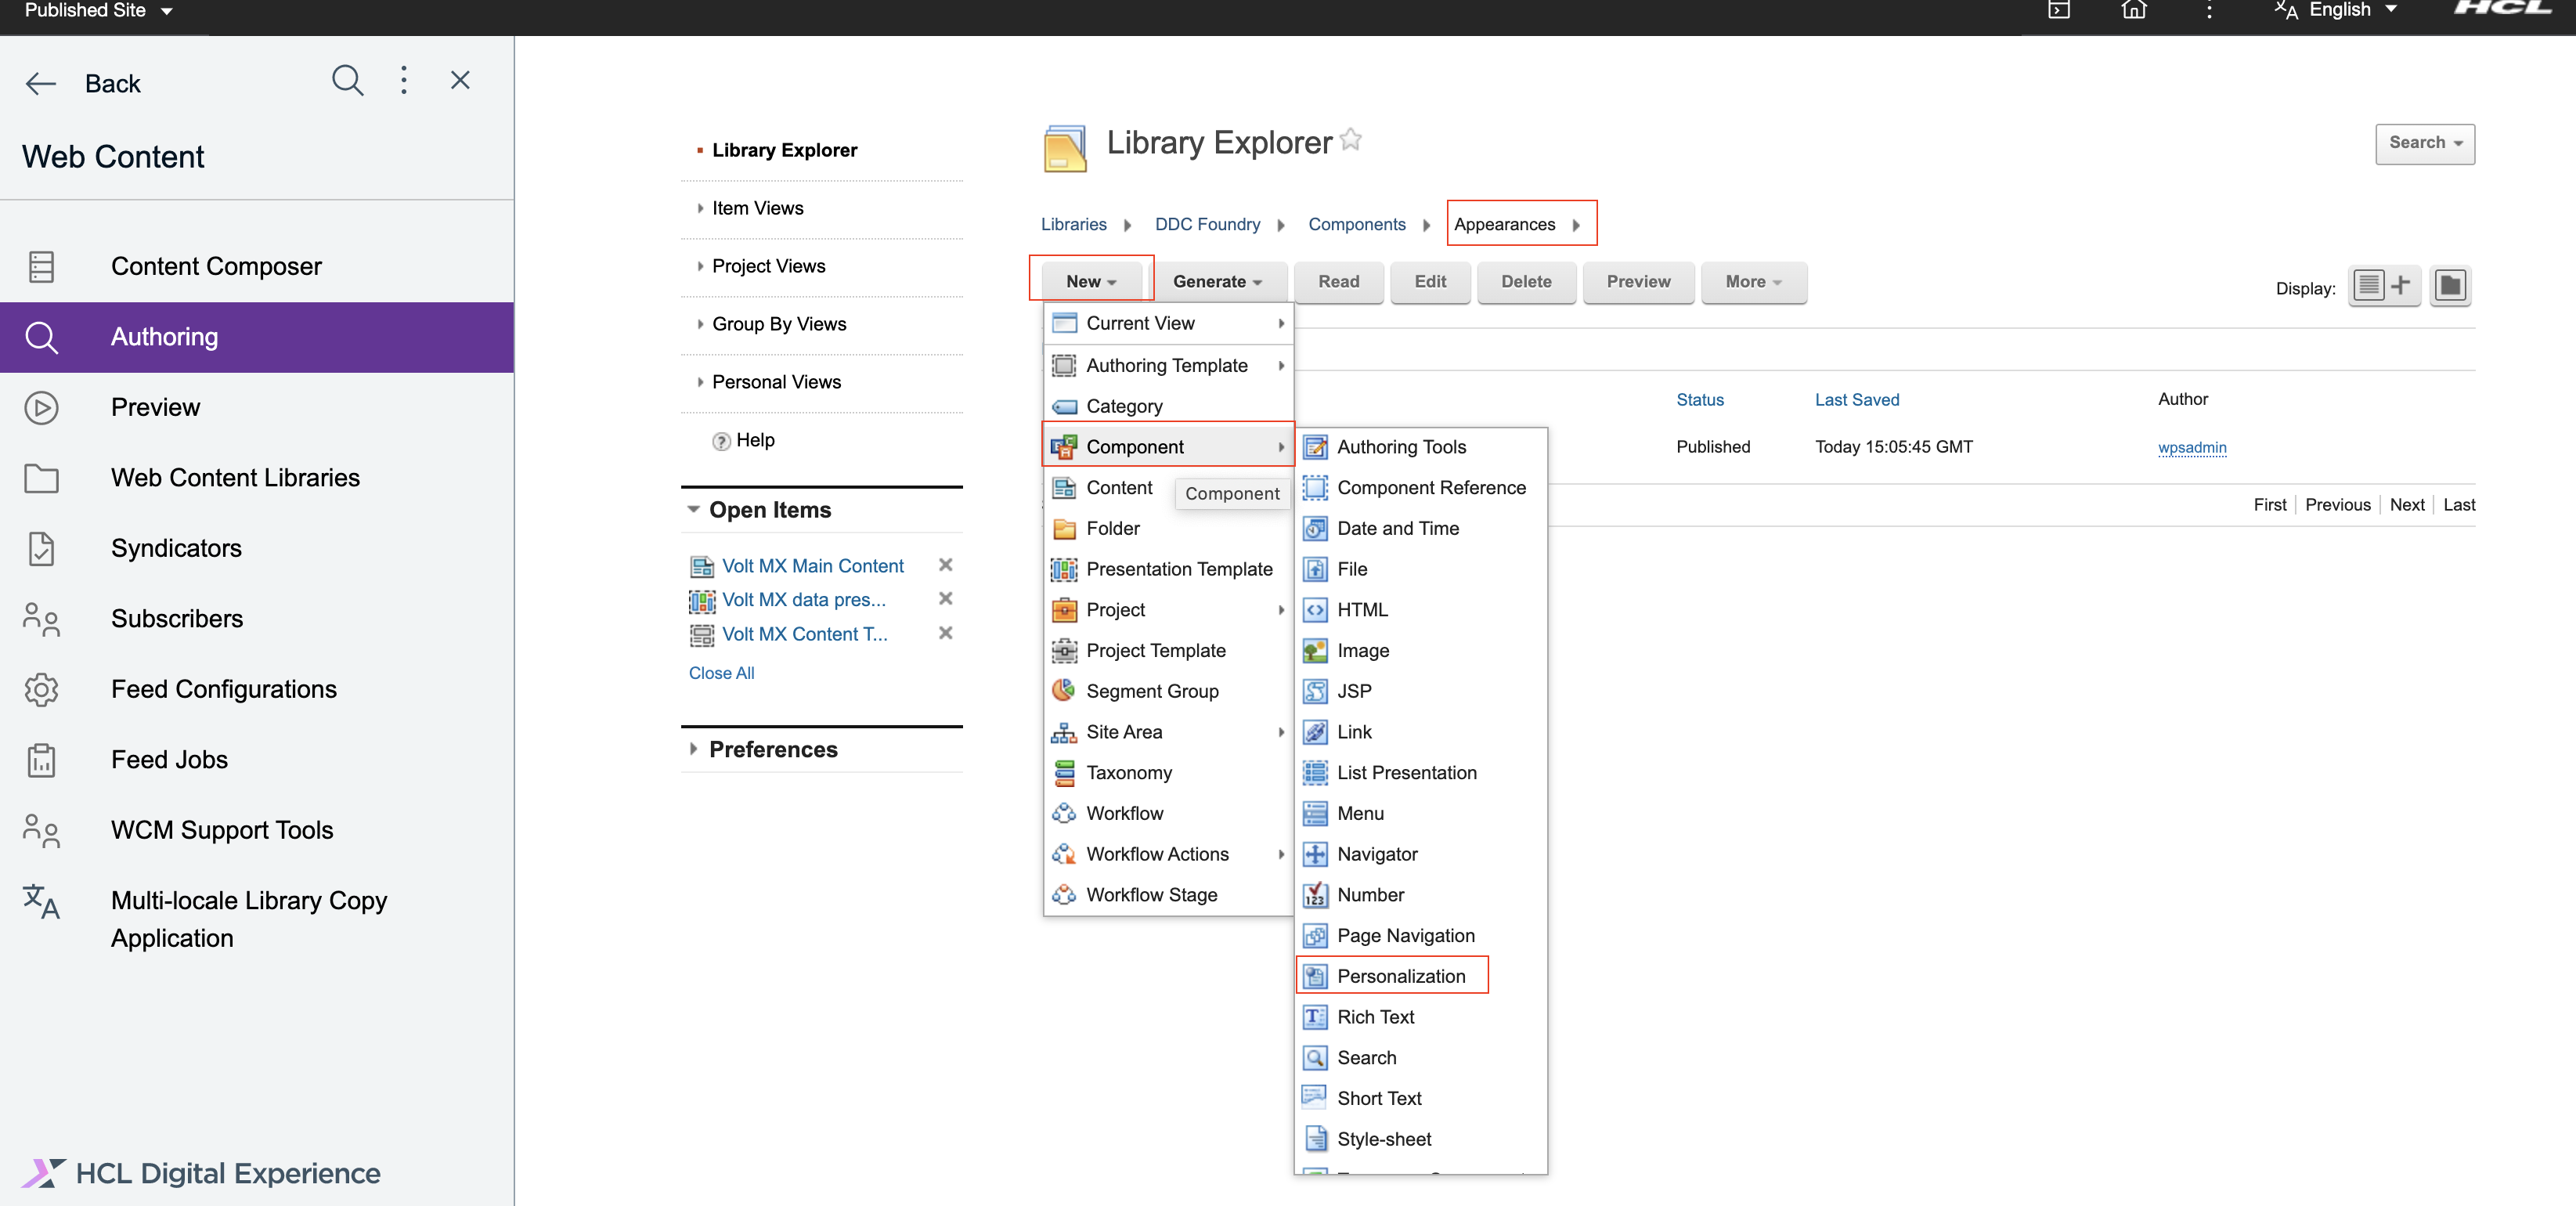 Published Site
English
HCL
Back
Web Content
Content Composer
Authoring
Preview
Web Content Libraries
Syndicators
Subscribers
Feed Configurations
Feed Jobs
WCM Support Tools
Multi-locale Library Copy
Application
HCL Digital Experience
Library Explorer
Item Views
Project Views
Group By Views
Personal Views
Help
Open Items
Volt MX Main Content
Volt MX data pres...
Volt MX Content T...
Close All
Preferences
Library Explorer
Search
Libraries DDC Foundry Components Appearances
New Generate Read Edit Delete Preview More
Display:
Status Last Saved Author
Published Today 15:05:45 GMT wpsadmin
First Previous Next Last
Current View
Authoring Template
Category
Component
Content
Component
Folder
Presentation Template
Project
Project Template
Segment Group
Site Area
Taxonomy
Workflow
Workflow Actions
Workflow Stage
Authoring Tools
Component Reference
Date and Time
File
HTML
Image
JSP
Link
List Presentation
Menu
Navigator
Number
Page Navigation
Personalization
Rich Text
Search
Short Text
Style-sheet